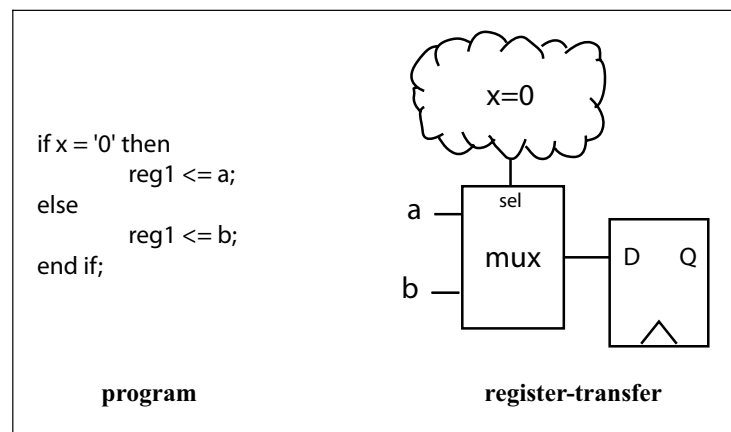 if x = '0' then
reg1 <= a;
else
reg1 <= b;
end if;
program
x=0
sel
a
mux
b
D Q
register-transfer